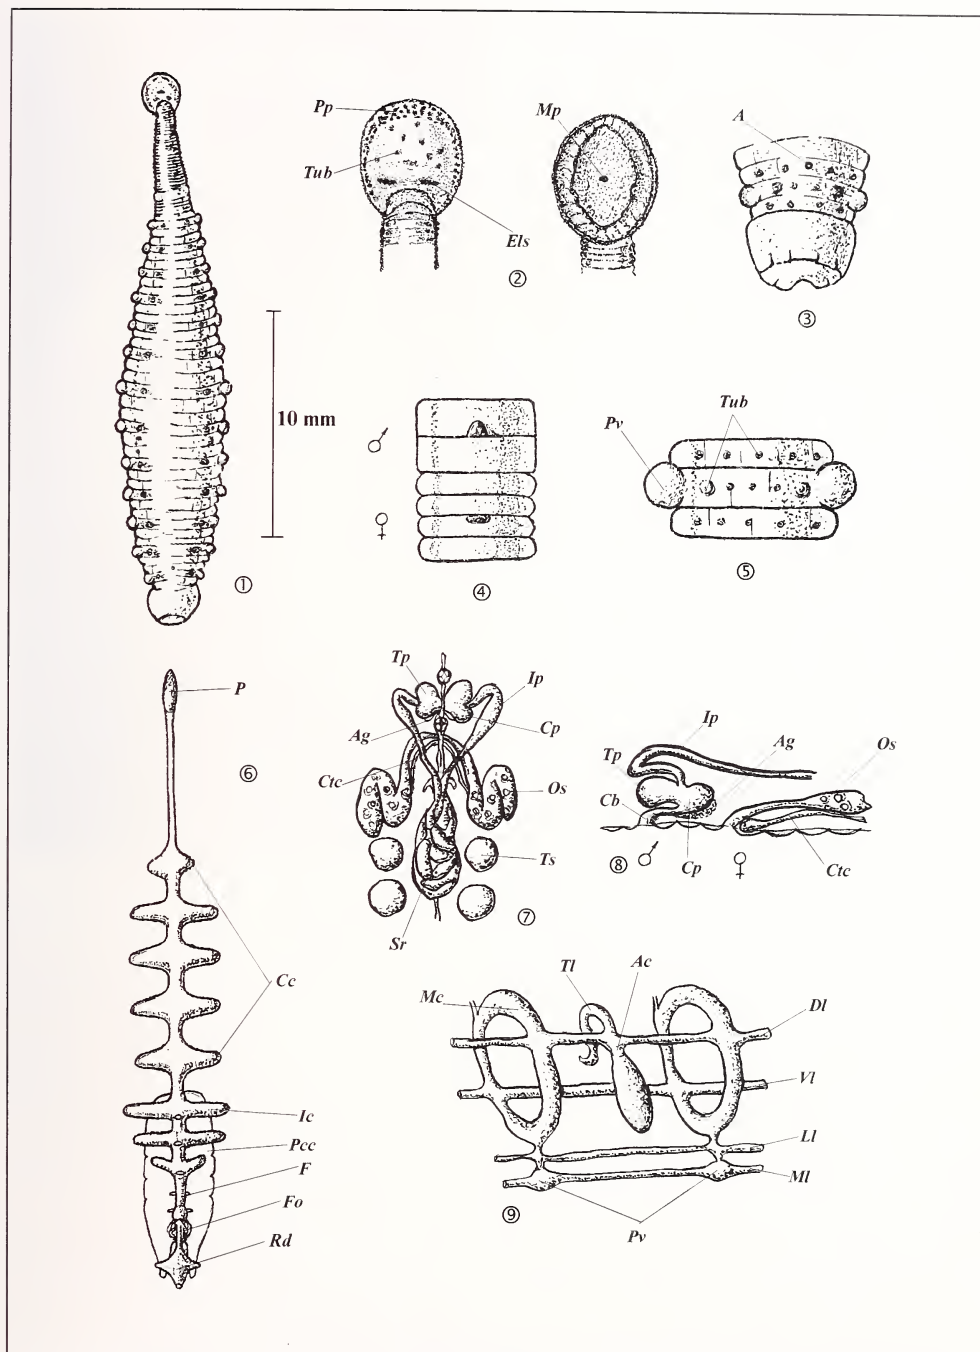 Pp
Tub
Els
②
Mp
A
③
10 mm
①
♂
♀
④
Pv
Tub
⑤
P
⑥
Cc
Ic
Pcc
F
Fo
Rd
Tp
Ip
Ag
Cp
Ctc
Os
Ts
Sr
⑦
Ip
Tp
Ag
Os
Cb
⑧
♂
Cp
♀
Ctc
Mc
Tl
Ac
Dl
Vl
Ll
Ml
Pv
⑨